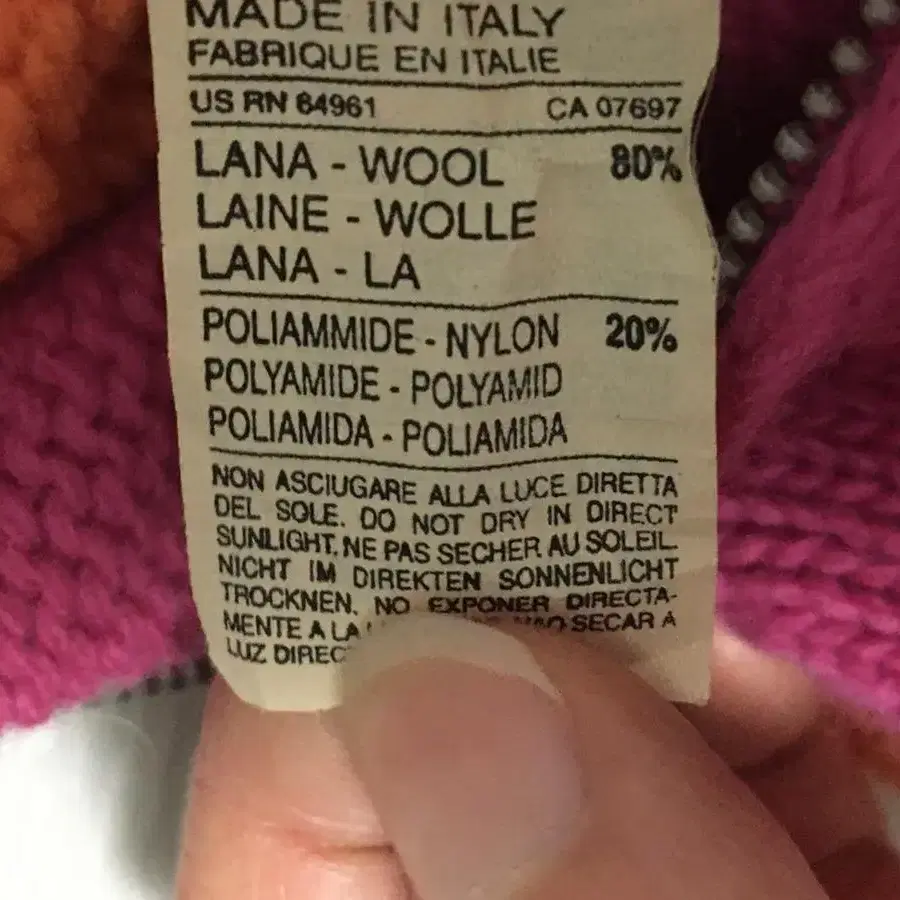 MADE IN ITALY
FABRIQUE EN ITALIE
US RN 64961 CA 07697
LANA - WOOL 80%
LAINE - WOLLE
LANA - LA
POLIAMMIDE - NYLON 20%
POLYAMIDE - POLYAMID
POLIAMIDA - POLIAMIDA
NON ASCIUGARE ALLA LUCE DIRETTA
DEL SOLE. DO NOT DRY IN DIRECT
SUNLIGHT. NE PAS SECHER AU SOLEIL.
NICHT IM DIREKTEN SONNENLICHT
TROCKNEN. NO EXPONER DIRECTA-
MENTE A LA SECAR A
LUZ DIREC